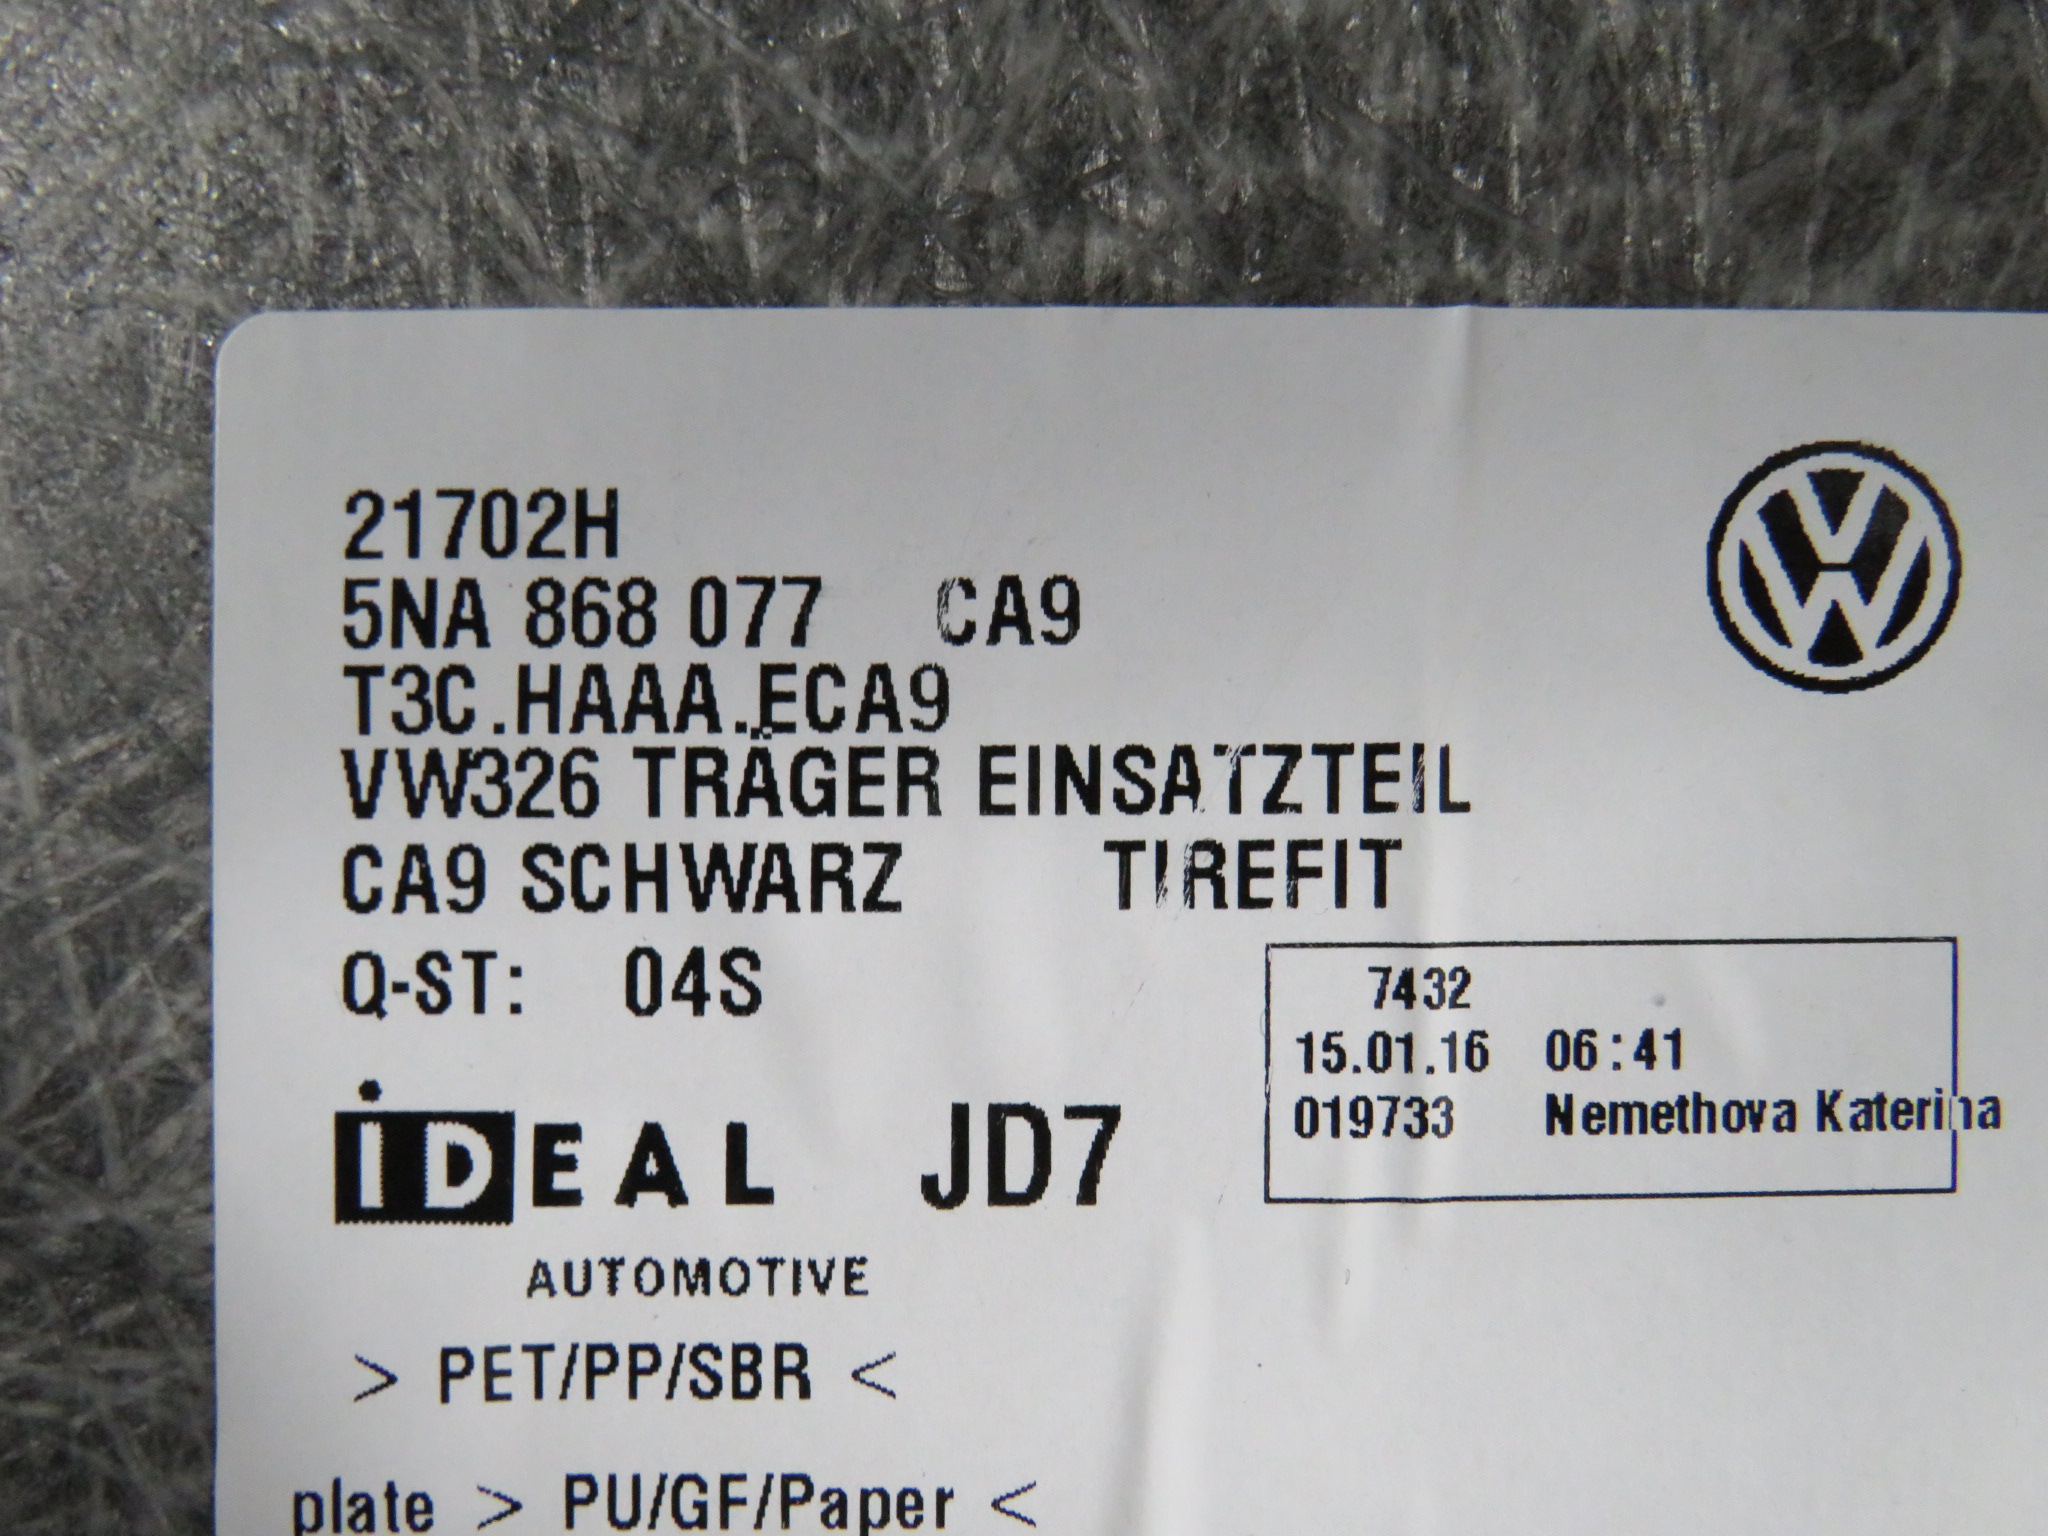 21702H
5NA 868 077 CA9
T3C.HAAA.ECA9
VW326 TRÄGER EINSATZTEIL
CA9 SCHWARZ TIREFIT
Q-ST: 04S
7432
15.01.16 06:41
019733 Nemethova Katerina
iDEAL JD7
AUTOMOTIVE
> PET/PP/SBR <
plate > PU/GF/Paper <